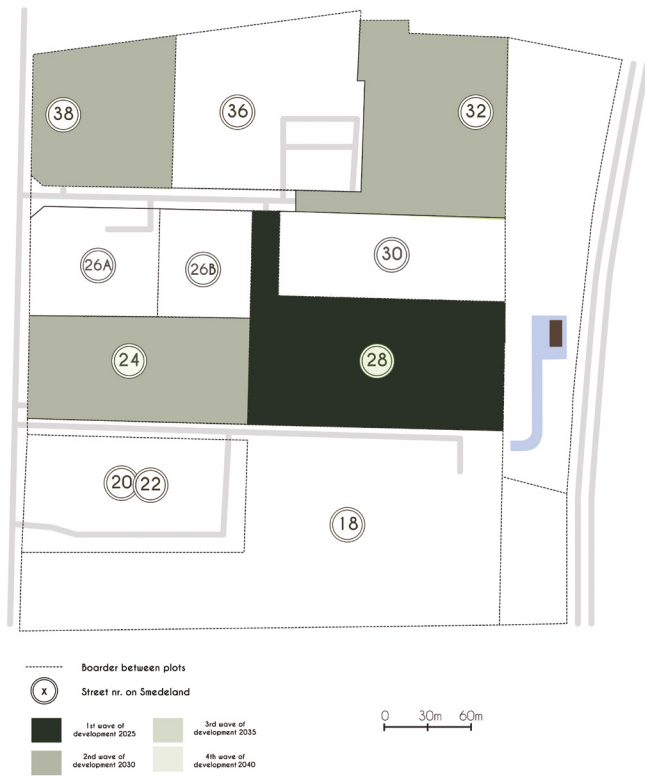 38
36
32
26A
26B
30
24
28
20
22
18
Boarder between plots
x
Street nr. on Smedeland
1st wave of
development 2025
3rd wave of
development 2035
2nd wave of
development 2030
4th wave of
development 2040
0 30m 60m